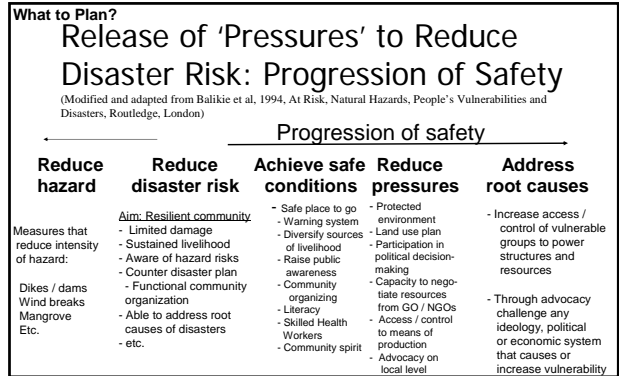 What to Plan?
Release of 'Pressures' to Reduce
Disaster Risk: Progression of Safety
(Modified and adapted from Balikie et al, 1994, At Risk, Natural Hazards, People's Vulnerabilities and
Disasters, Routledge, London)
Progression of safety
Reduce
hazard
Measures that
reduce intensity
of hazard:
Dikes / dams
Wind breaks
Mangrove
Etc.
Reduce
disaster risk
Aim: Resilient community
- Limited damage
- Sustained livelihood
- Aware of hazard risks
- Counter disaster plan
- Functional community
organization
- Able to address root
causes of disasters
- etc.
Achieve safe
conditions
- Safe place to go
- Warning system
- Diversify sources
of livelihood
- Raise public
awareness
- Community
organizing
- Literacy
- Skilled Health
Workers
- Community spirit
Reduce
pressures
- Protected
environment
- Land use plan
- Participation in
political decision-
making
- Capacity to nego-
tiate resources
from GO / NGOs
- Access / control
to means of
production
- Advocacy on
local level
Address
root causes
- Increase access /
control of vulnerable
groups to power
structures and
resources
- Through advocacy
challenge any
ideology, political
or economic system
that causes or
increase vulnerability